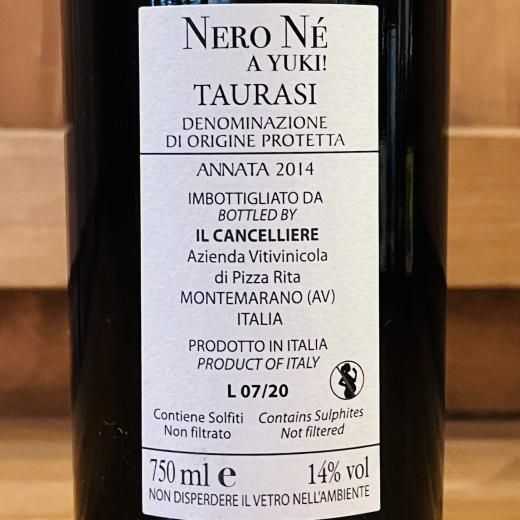 NERO NÉ
A YUKI!
TAURASI
DENOMINAZIONE
DI ORIGINE PROTETTA
ANNATA 2014
IMBOTTIGLIATO DA
BOTTLED BY
IL CANCELLIERE
Azienda Vitivinicola
di Pizza Rita
MONTEMARANO (AV)
ITALIA
PRODOTTO IN ITALIA
PRODUCT OF ITALY
L 07/20
Contiene Solfiti Contains Sulphites
Non filtrato Not filtered
750 ml e 14% vol
NON DISPERDERE IL VETRO NELL'AMBIENTE